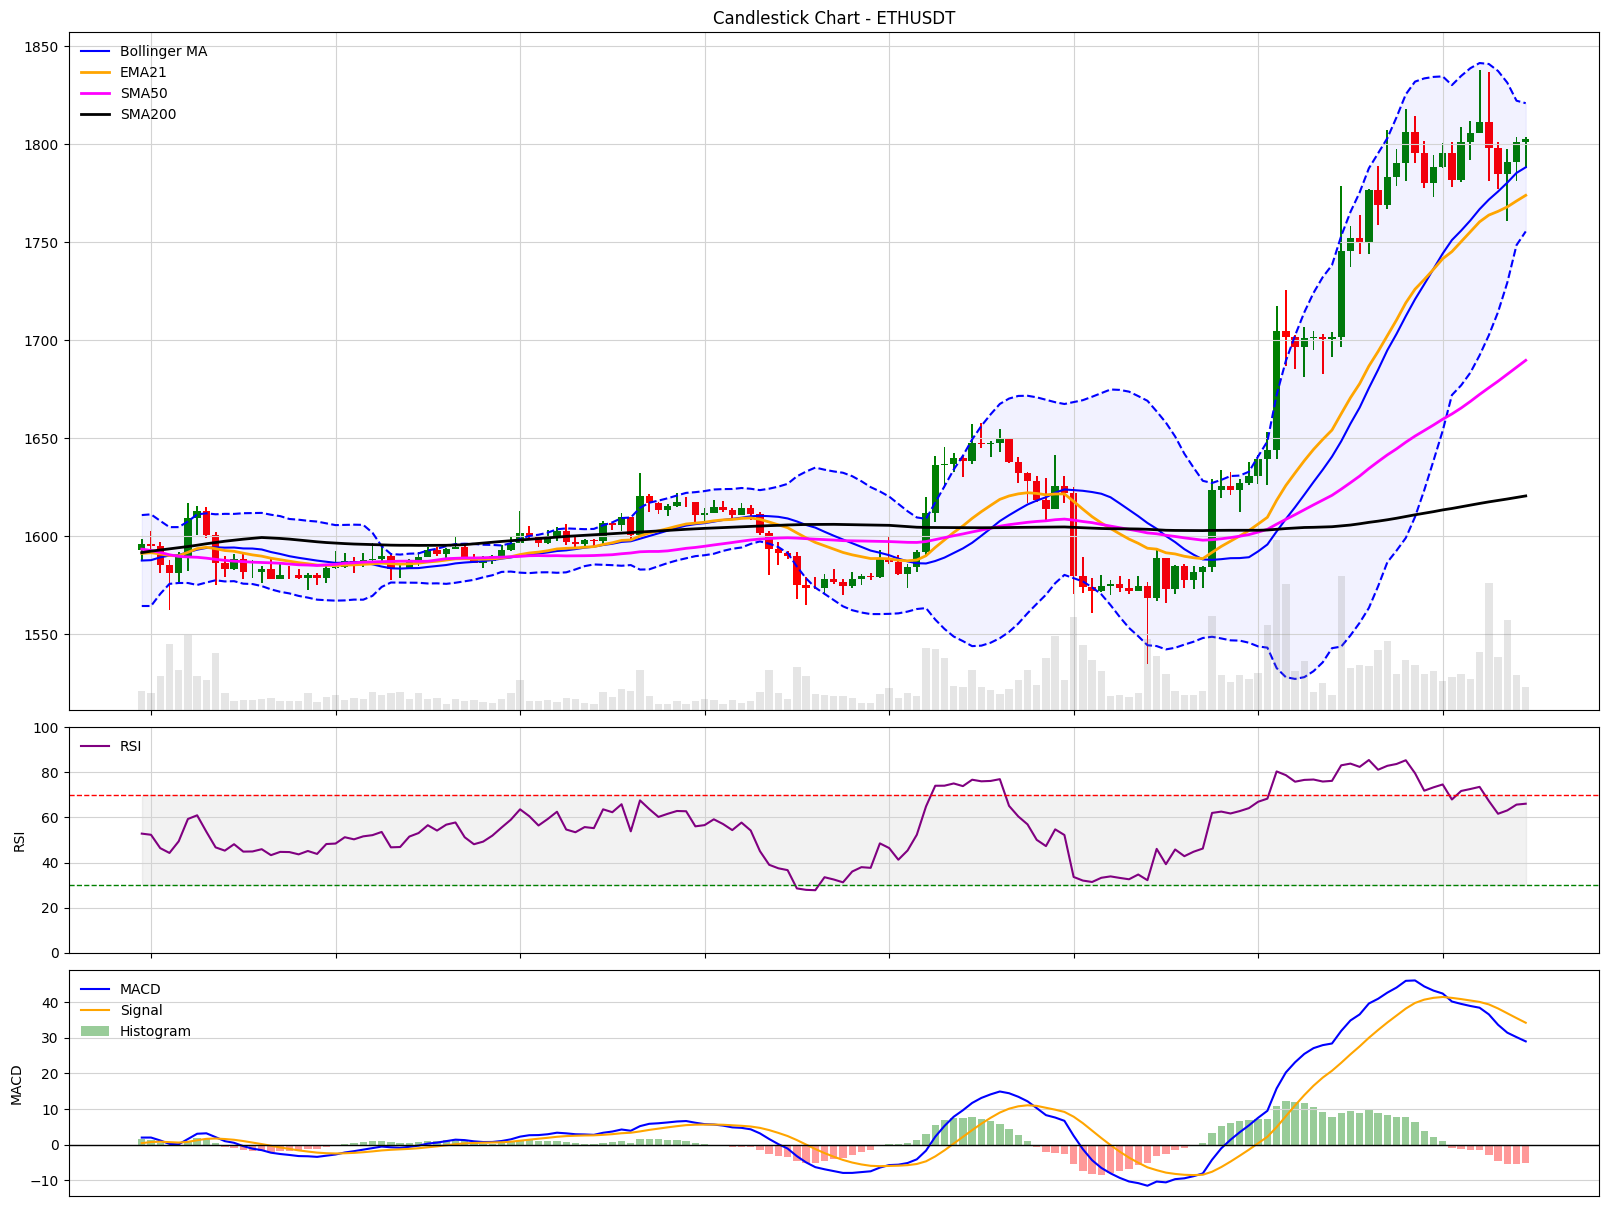 Candlestick Chart - ETHUSDT
1850
1800
1750
1700
1650
1600
1550
Bollinger MA
EMA21
SMA50
SMA200
100
80
60
40
20
0
RSI
RSI
40
30
20
10
0
−10
MACD
MACD
Signal
Histogram